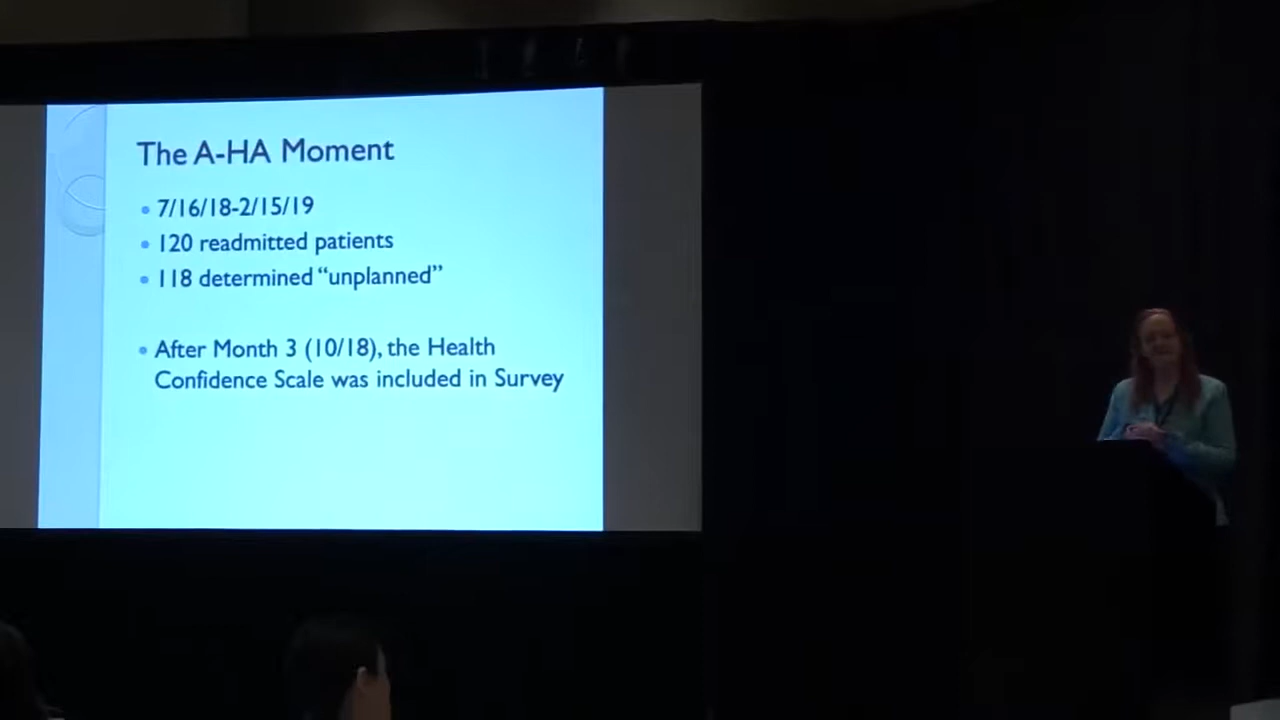 The A-HA Moment
7/16/18-2/15/19
120 readmitted patients
118 determined “unplanned”
After Month 3 (10/18), the Health
Confidence Scale was included in Survey